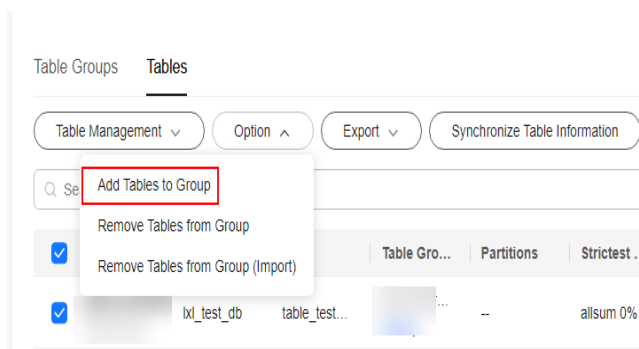 Table Groups Tables
Table Management Option Export Synchronize Table Information
Se
Add Tables to Group
Remove Tables from Group
Remove Tables from Group (Import)
Table Gro... Partitions Strictest ..
lxl_test_db table_test... ... -- allsum 0%